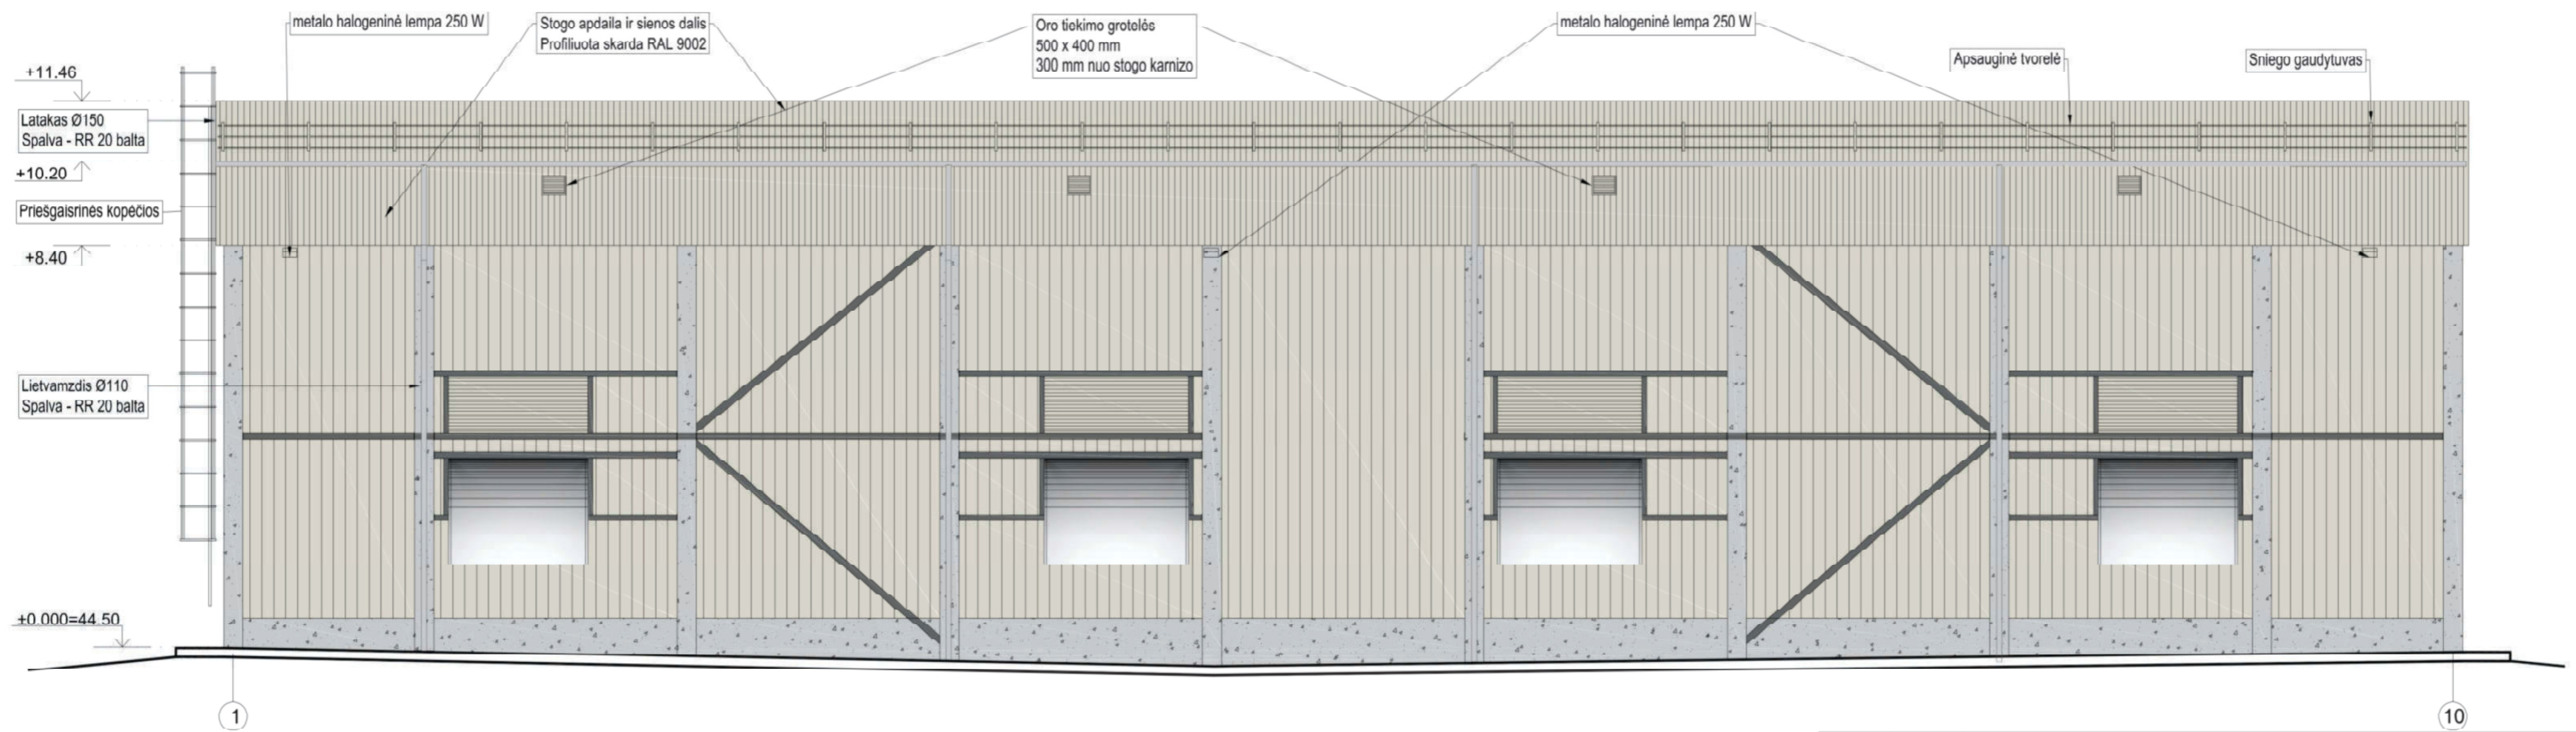 metalo halogeninė lempa 250 W
Stogo apdaila ir sienos dalis
Profiliuota skarda RAL 9002
Oro tiekimo grotelės
500 x 400 mm
300 mm nuo stogo karnizo
metalo halogeninė lempa 250 W
Apsauginė tvorelė
Sniego gaudytuvas
+11.46
Latakas Ø150
Spalva - RR 20 balta
+10.20
Priešgaisrinės kopėčios
+8.40
Lietvamzdis Ø110
Spalva - RR 20 balta
±0.000=44.50
1
10